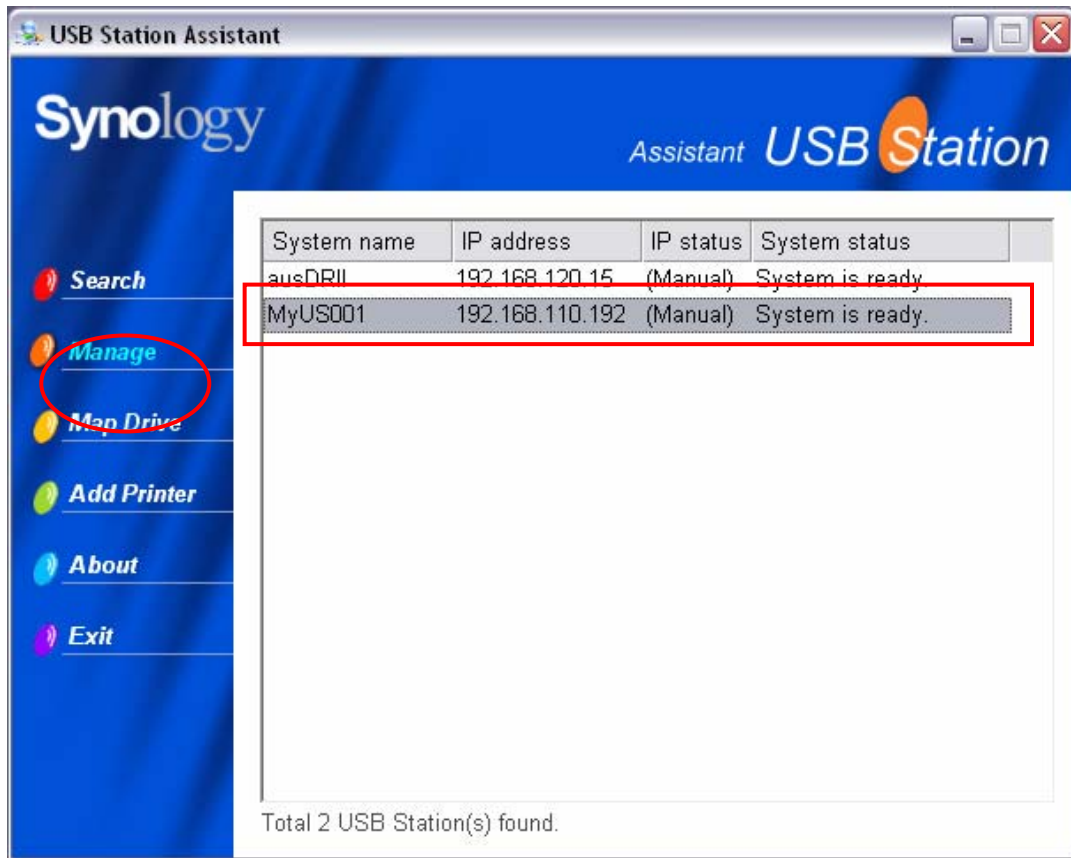 USB Station Assistant
Synology
Assistant USB Station
System name IP address IP status System status
ausDRII 192.168.120.15 (Manual) System is ready.
MyUS001 192.168.110.192 (Manual) System is ready.
Search
Manage
Map Drive
Add Printer
About
Exit
Total 2 USB Station(s) found.